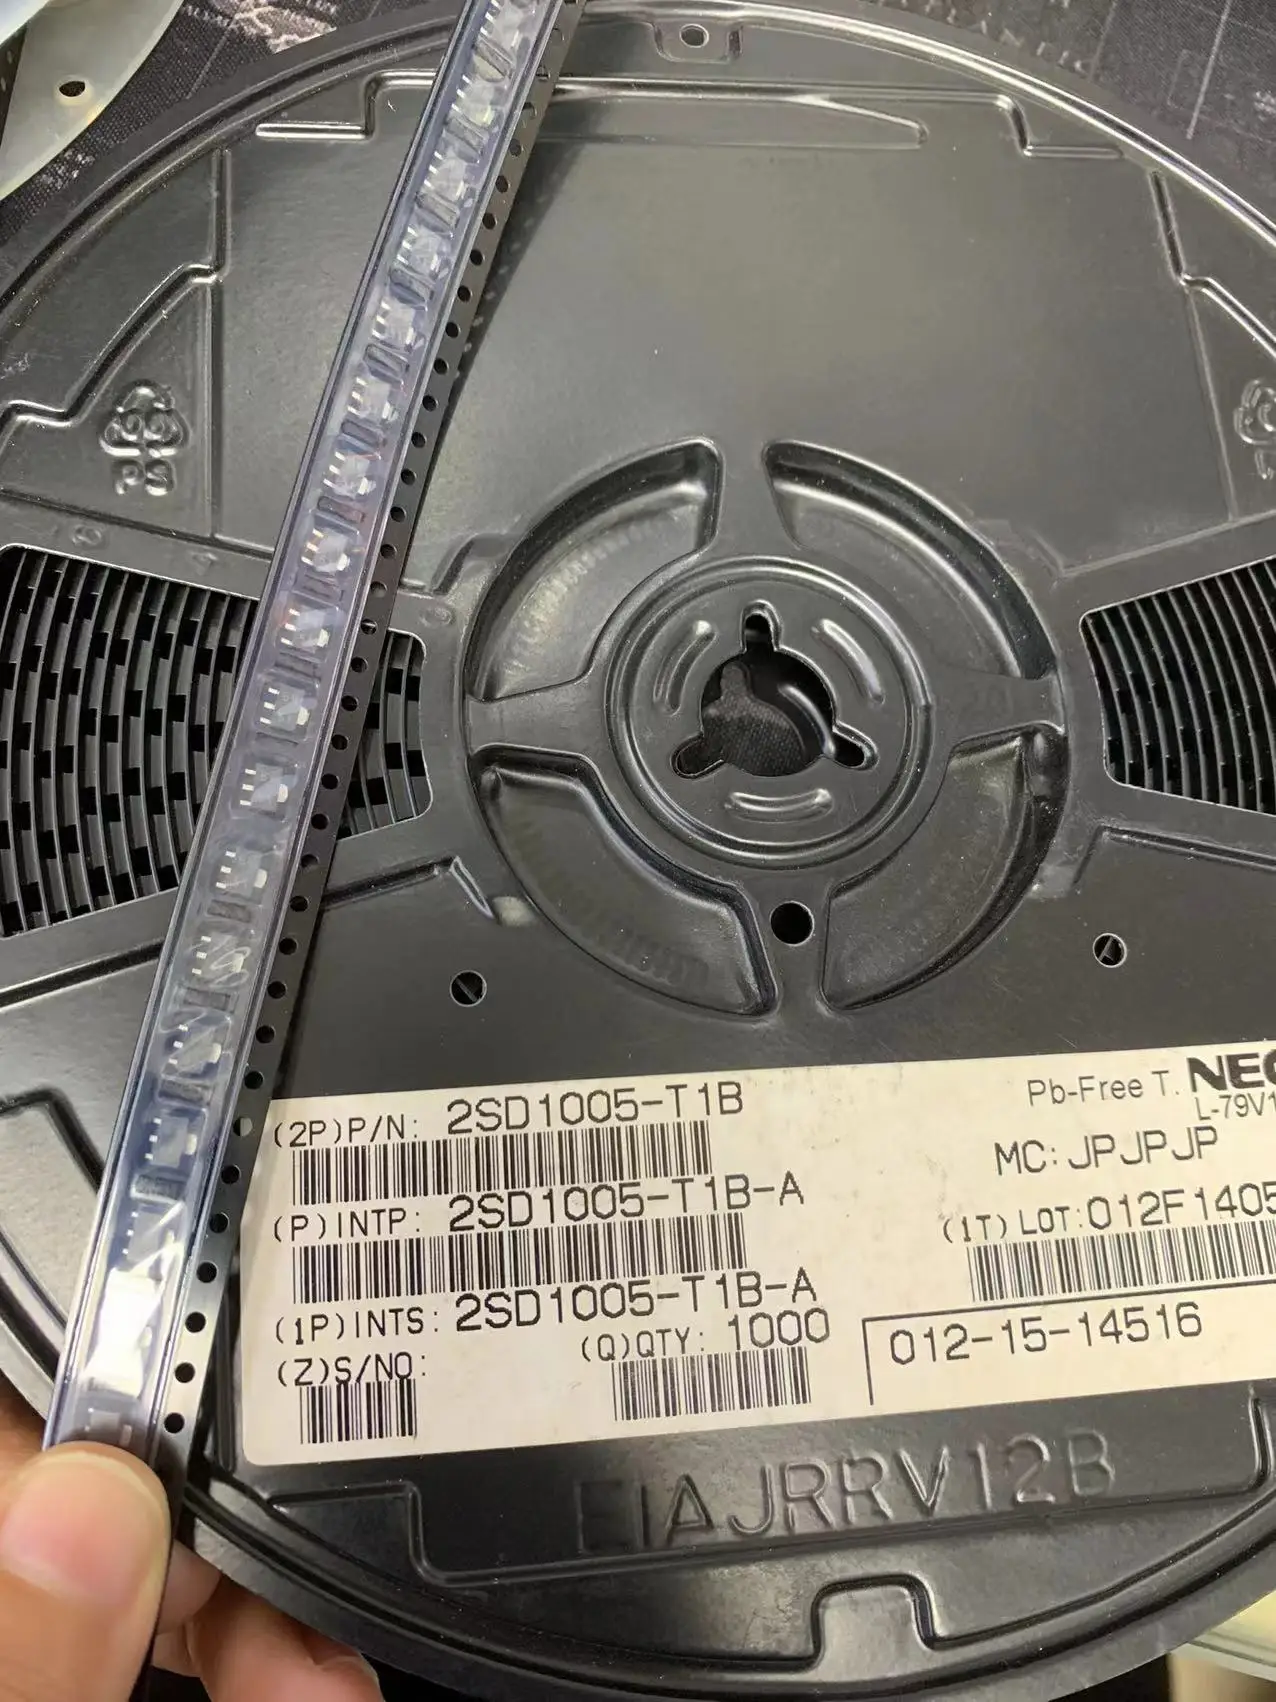 PS
(2P)P/N: 2SD1005-T1B
Pb-Free T. NEC
L-79V1
(P)INTP: 2SD1005-T1B-A
MC: JPJPJP
(1P)INTS: 2SD1005-T1B-A
(1T) LOT:012F1405
(Z)S/NO:
(Q)QTY: 1000
012-15-14516
EIAJRRV12B